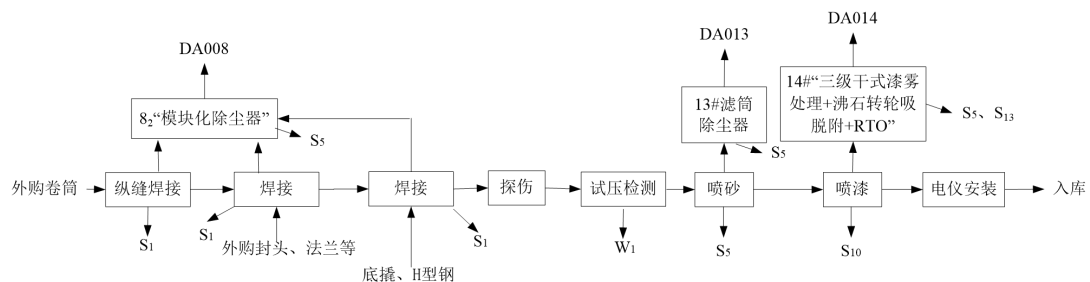 DA008
DA013
DA014
8₂“模块化除尘器”
S₅
13#滤筒
除尘器
S₅
14#“三级干式漆雾
处理+沸石转轮吸
脱附+RTO”
S₅、S₁₃
外购卷筒
纵缝焊接
焊接
焊接
探伤
试压检测
喷砂
喷漆
电仪安装
入库
S₁
S₁
外购封头、法兰等
S₁
底撬、H型钢
W₁
S₅
S₁₀